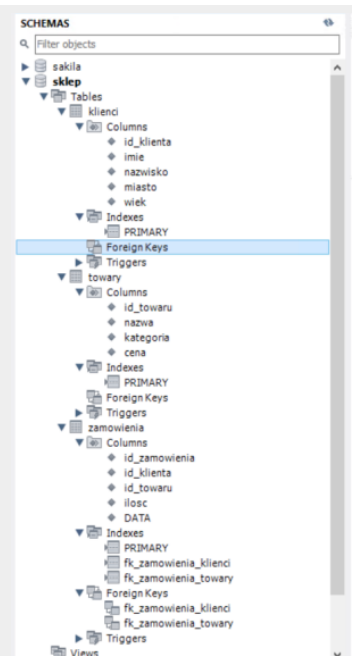 SCHEMAS
Filter objects
sakila
sklep
Tables
klienci
Columns
id_klienta
imie
nazwisko
miasto
wiek
Indexes
PRIMARY
Foreign Keys
Triggers
towary
Columns
id_towaru
nazwa
kategoria
cena
Indexes
PRIMARY
Foreign Keys
Triggers
zamowienia
Columns
id_zamowienia
id_klienta
id_towaru
ilosc
DATA
Indexes
PRIMARY
fk_zamowienia_klienci
fk_zamowienia_towary
Foreign Keys
fk_zamowienia_klienci
fk_zamowienia_towary
Triggers
Views